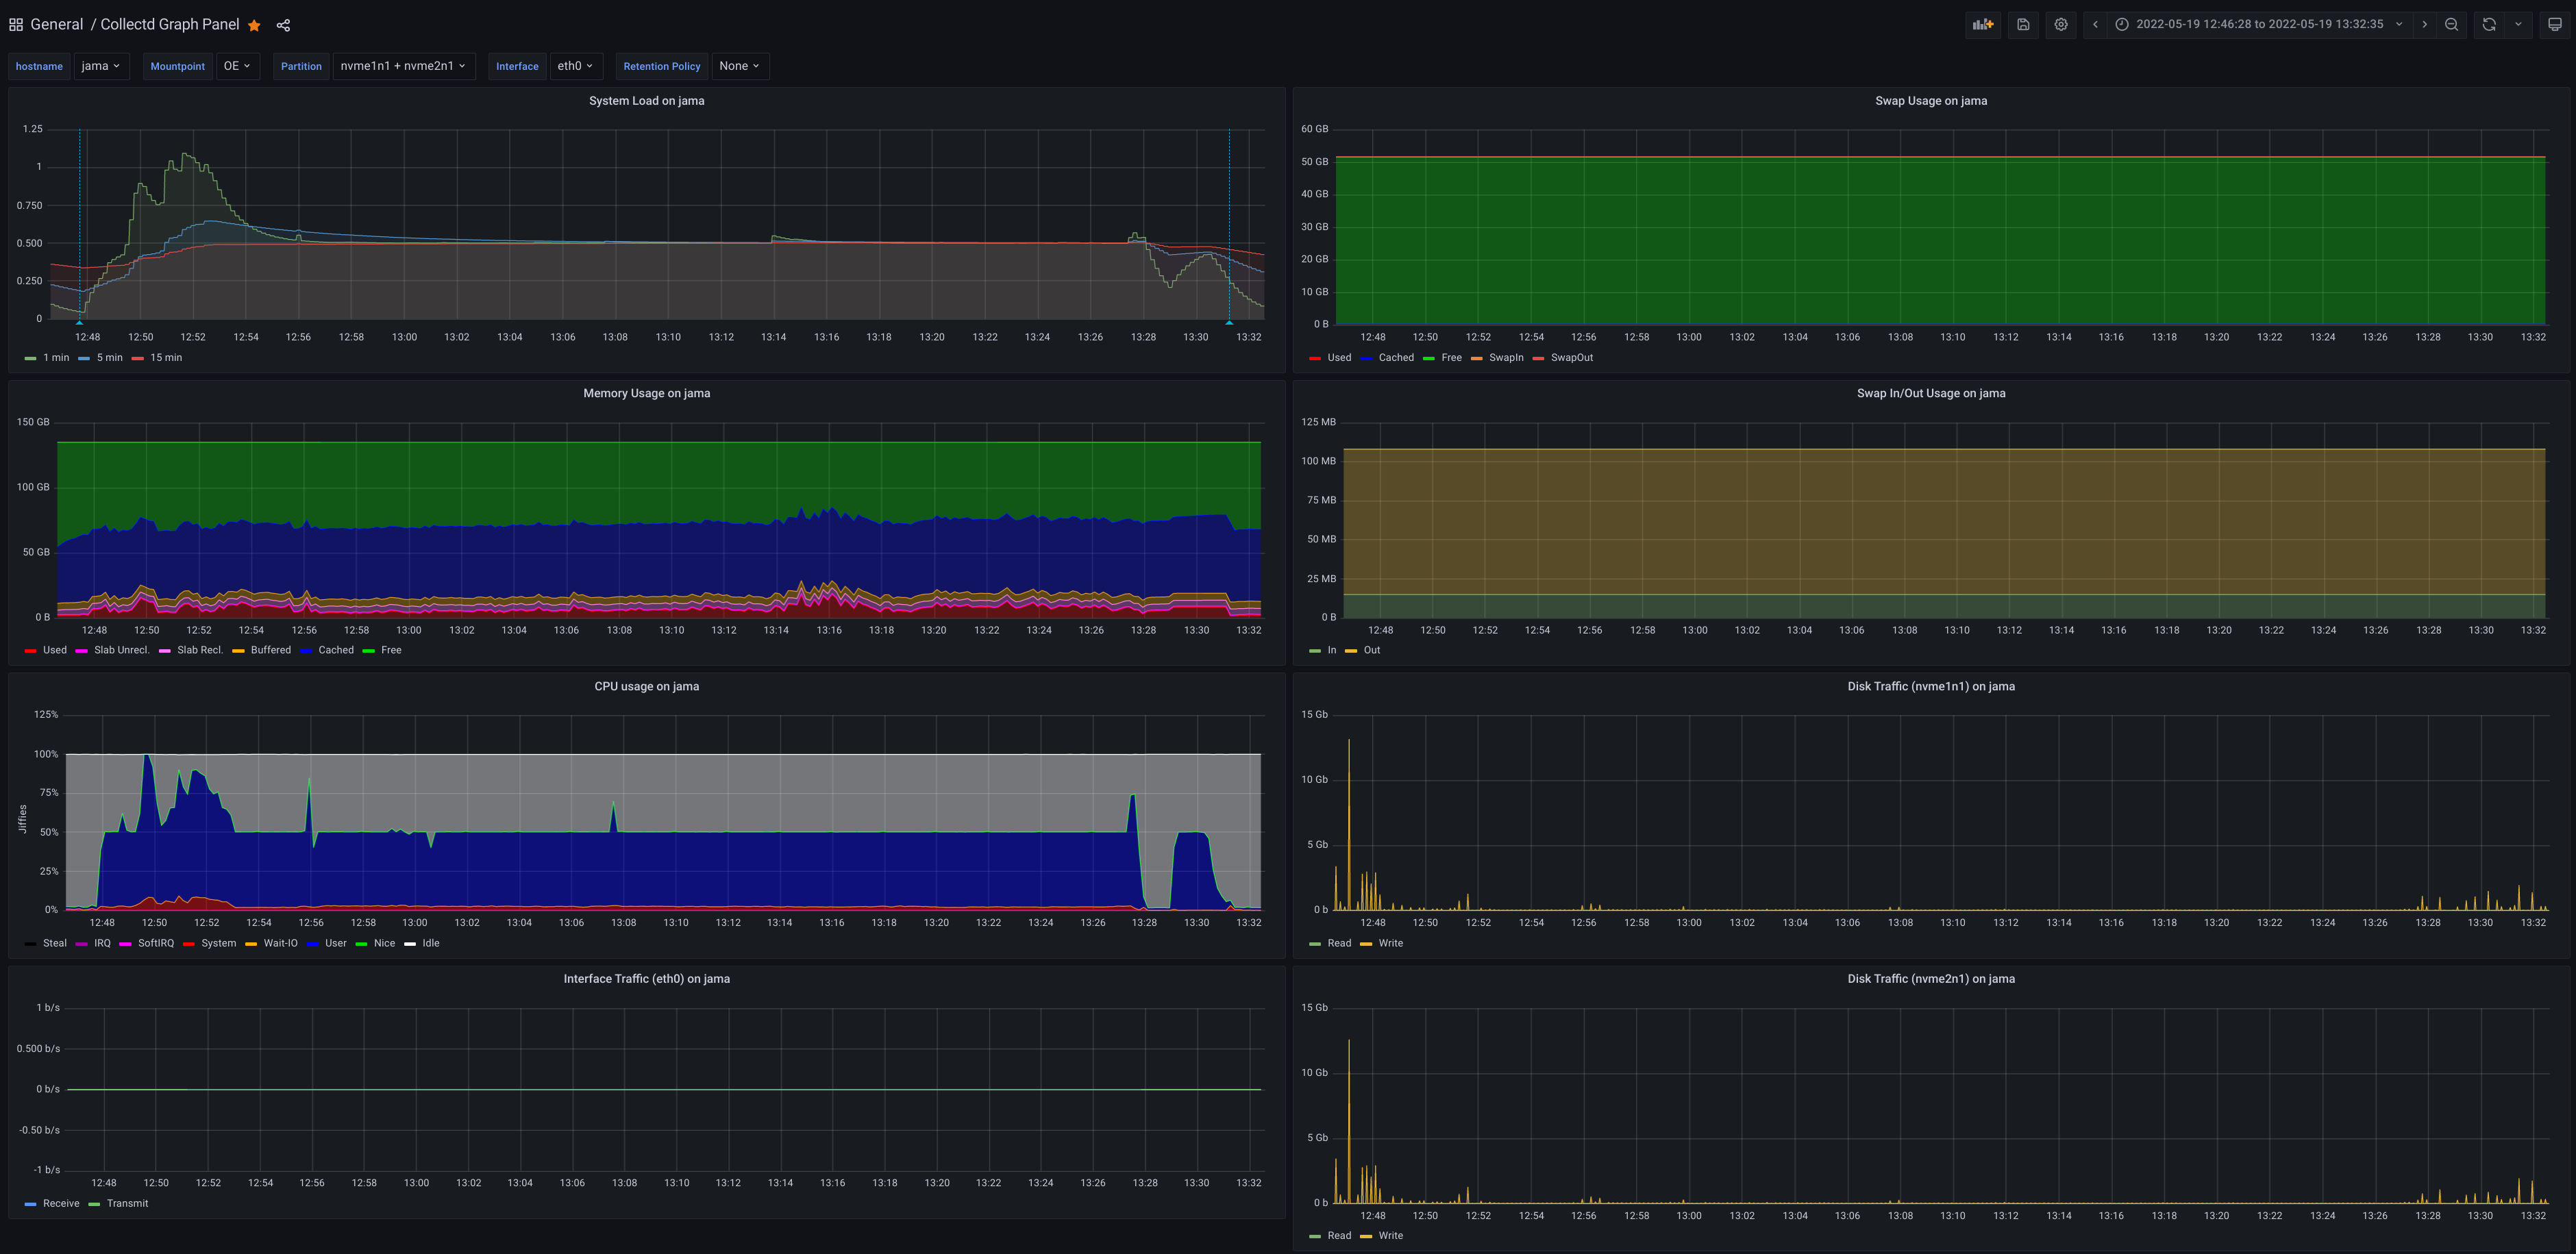 General / Collectd Graph Panel
2022-05-19 12:46:28 to 2022-05-19 13:32:35
hostname jama Mountpoint OE Partition nvme1n1 + nvme2n1 Interface eth0 Retention Policy None
System Load on jama
1.25
1
0.750
0.500
0.250
0
12:48 12:50 12:52 12:54 12:56 12:58 13:00 13:02 13:04 13:06 13:08 13:10 13:12 13:14 13:16 13:18 13:20 13:22 13:24 13:26 13:28 13:30 13:32
1 min 5 min 15 min
Swap Usage on jama
60 GB
50 GB
40 GB
30 GB
20 GB
10 GB
0 B
12:48 12:50 12:52 12:54 12:56 12:58 13:00 13:02 13:04 13:06 13:08 13:10 13:12 13:14 13:16 13:18 13:20 13:22 13:24 13:26 13:28 13:30 13:32
Used Cached Free SwapIn SwapOut
Memory Usage on jama
150 GB
100 GB
50 GB
0 B
12:48 12:50 12:52 12:54 12:56 12:58 13:00 13:02 13:04 13:06 13:08 13:10 13:12 13:14 13:16 13:18 13:20 13:22 13:24 13:26 13:28 13:30 13:32
Used Slab Unrecl. Slab Recl. Buffered Cached Free
Swap In/Out Usage on jama
125 MB
100 MB
75 MB
50 MB
25 MB
0 B
12:48 12:50 12:52 12:54 12:56 12:58 13:00 13:02 13:04 13:06 13:08 13:10 13:12 13:14 13:16 13:18 13:20 13:22 13:24 13:26 13:28 13:30 13:32
In Out
CPU usage on jama
Jiffies
125%
100%
75%
50%
25%
0%
12:48 12:50 12:52 12:54 12:56 12:58 13:00 13:02 13:04 13:06 13:08 13:10 13:12 13:14 13:16 13:18 13:20 13:22 13:24 13:26 13:28 13:30 13:32
Steal IRQ SoftIRQ System Wait-IO User Nice Idle
Disk Traffic (nvme1n1) on jama
15 Gb
10 Gb
5 Gb
0 b
12:48 12:50 12:52 12:54 12:56 12:58 13:00 13:02 13:04 13:06 13:08 13:10 13:12 13:14 13:16 13:18 13:20 13:22 13:24 13:26 13:28 13:30 13:32
Read Write
Interface Traffic (eth0) on jama
1 b/s
0.500 b/s
0 b/s
-0.50 b/s
-1 b/s
12:48 12:50 12:52 12:54 12:56 12:58 13:00 13:02 13:04 13:06 13:08 13:10 13:12 13:14 13:16 13:18 13:20 13:22 13:24 13:26 13:28 13:30 13:32
Receive Transmit
Disk Traffic (nvme2n1) on jama
15 Gb
10 Gb
5 Gb
0 b
12:48 12:50 12:52 12:54 12:56 12:58 13:00 13:02 13:04 13:06 13:08 13:10 13:12 13:14 13:16 13:18 13:20 13:22 13:24 13:26 13:28 13:30 13:32
Read Write